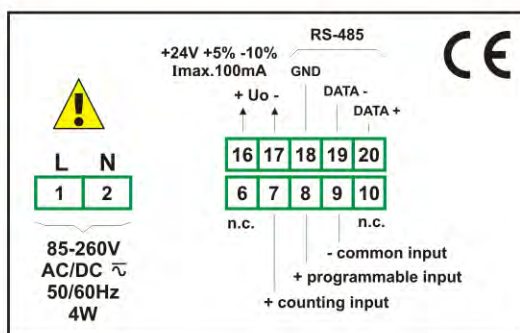 RS-485
+24V +5% -10%
Imax.100mA
GND
+ Uo -
DATA -
DATA +
L N
1 2
16 17 18 19 20
6 7 8 9 10
n.c. n.c.
85-260V
AC/DC
50/60Hz
4W
- common input
+ programmable input
+ counting input
CE